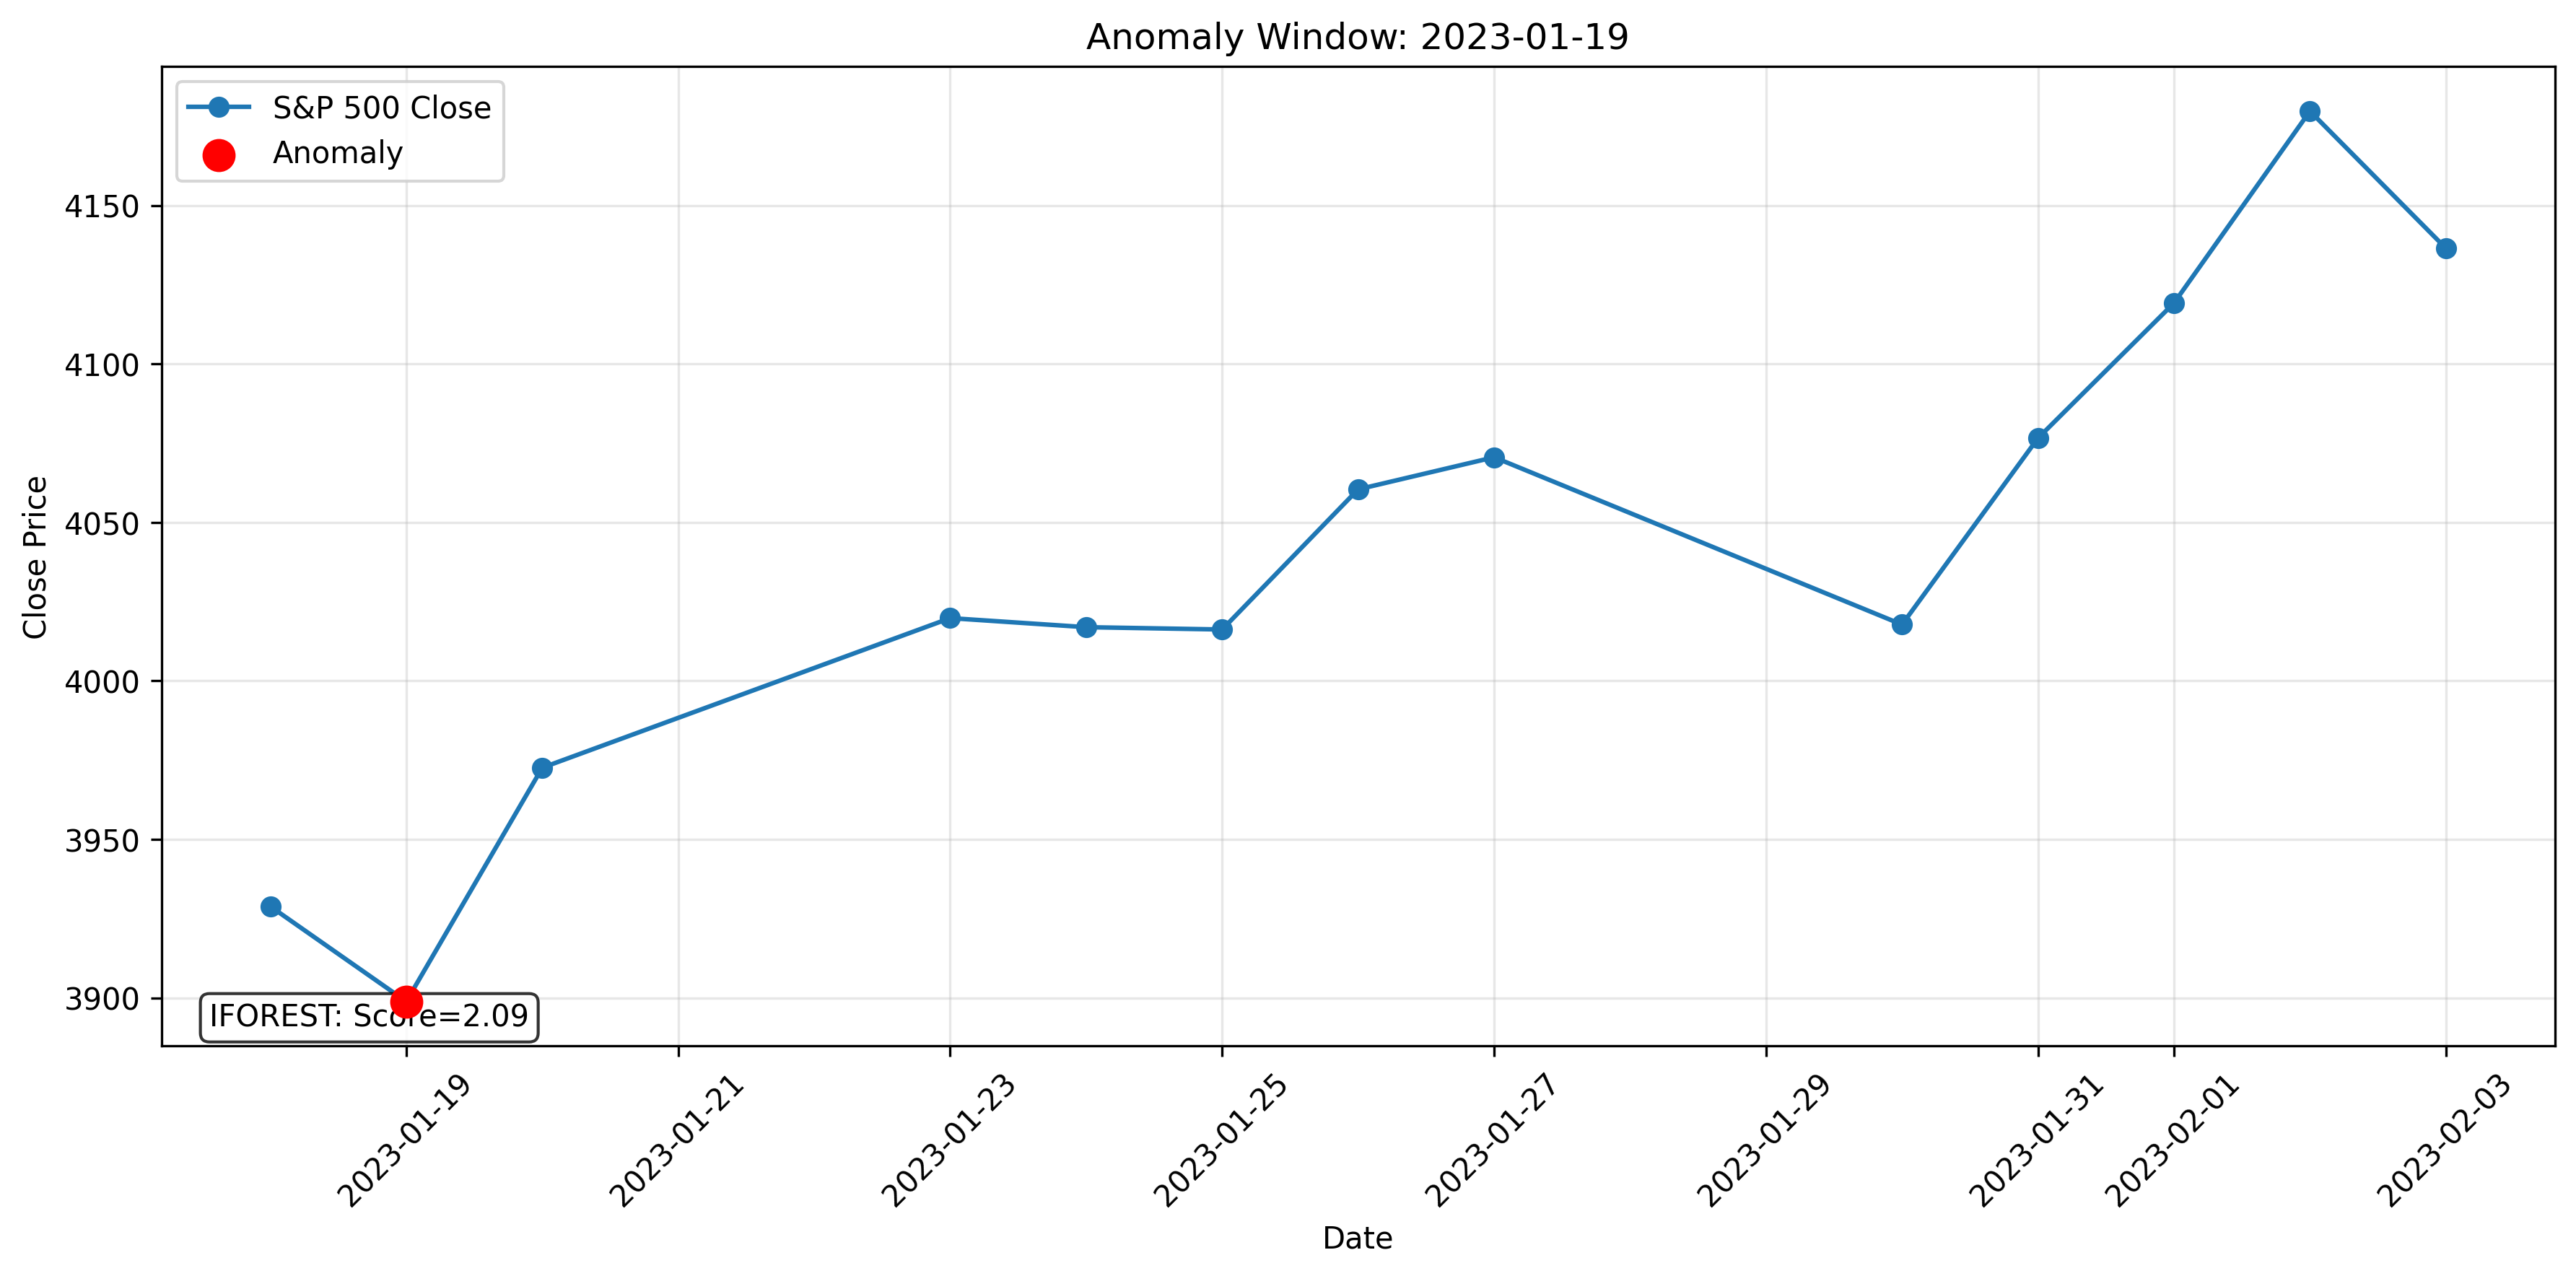 Anomaly Window: 2023-01-19
S&P 500 Close
Anomaly
4150
4100
4050
4000
3950
3900
Close Price
IFOREST: Score=2.09
2023-01-19
2023-01-21
2023-01-23
2023-01-25
2023-01-27
2023-01-29
2023-01-31
2023-02-01
2023-02-03
Date